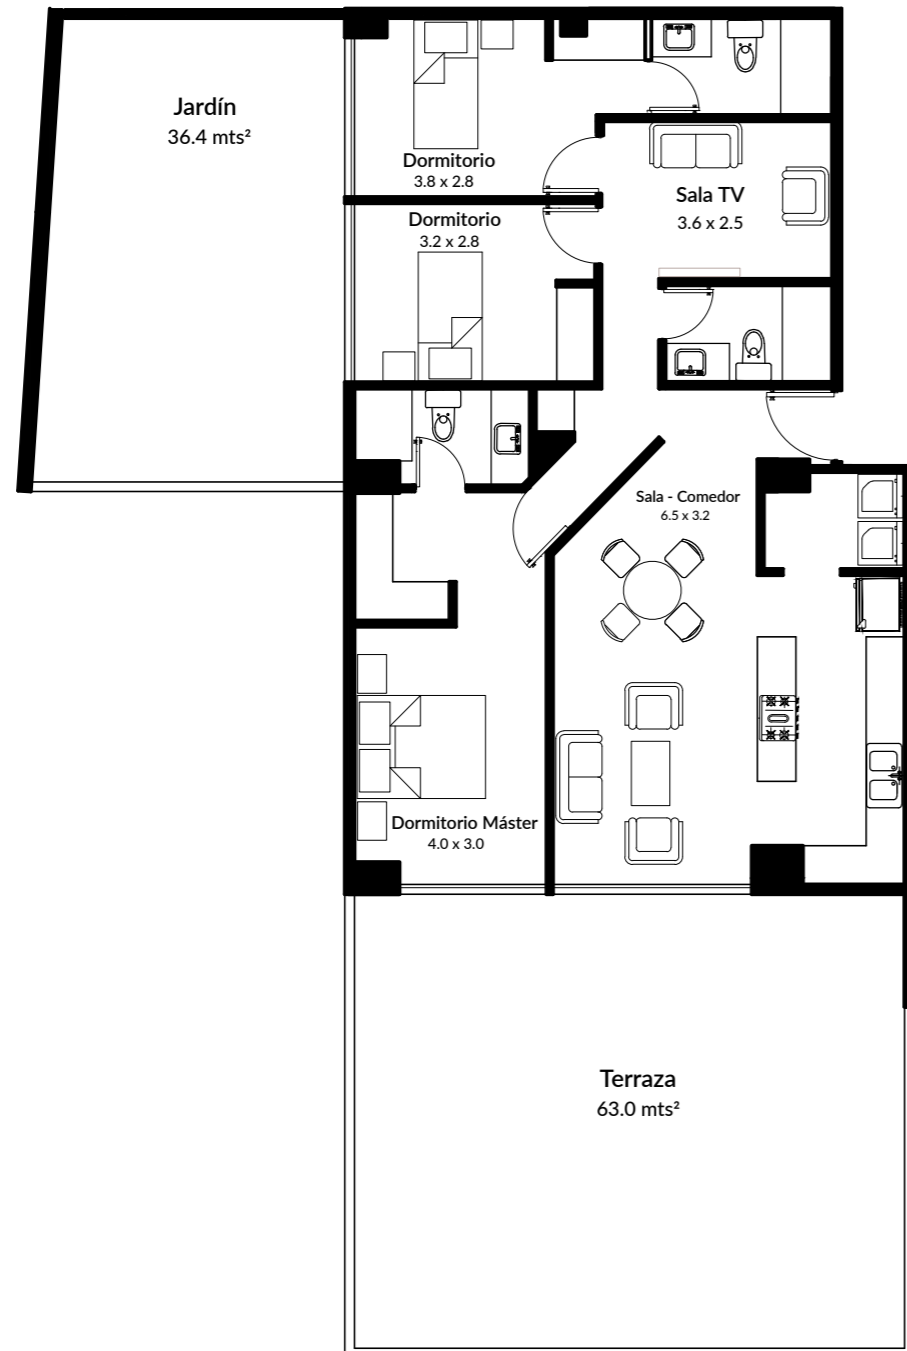 Jardín
36.4 mts²
Dormitorio
3.8 x 2.8
Sala TV
3.6 x 2.5
Dormitorio
3.2 x 2.8
Sala - Comedor
6.5 x 3.2
Dormitorio Máster
4.0 x 3.0
Terraza
63.0 mts²